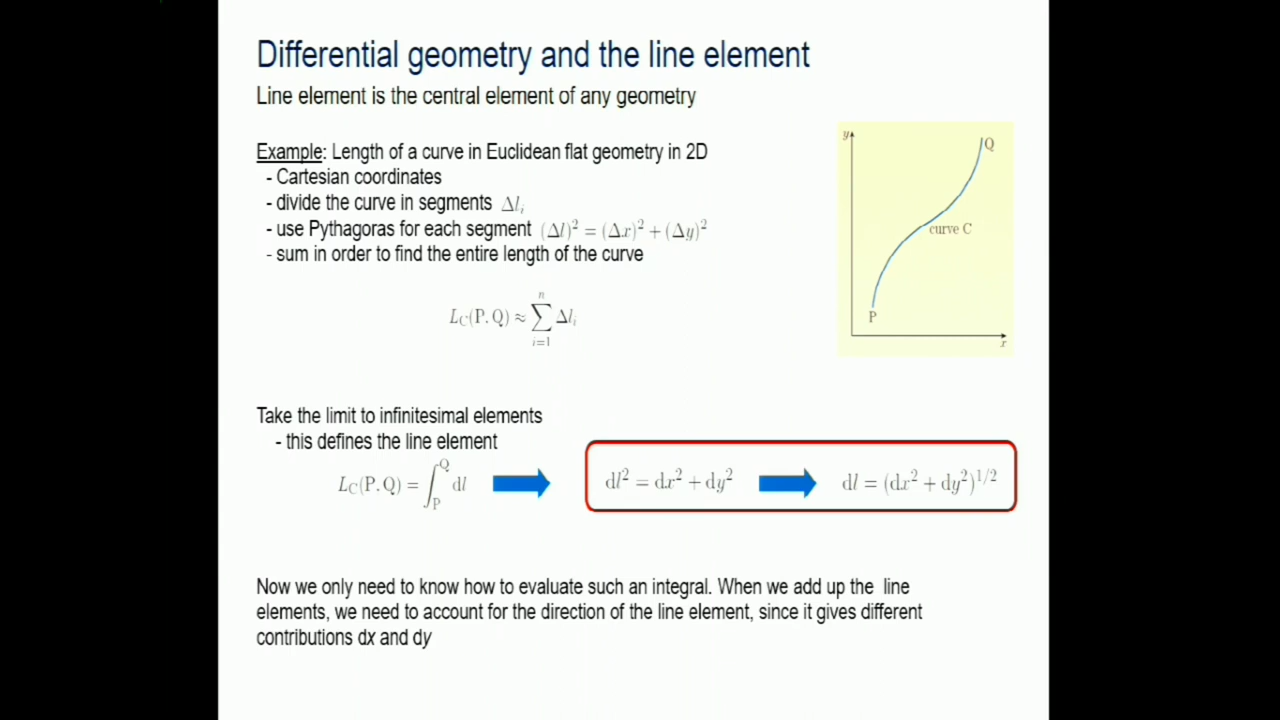 Differential geometry and the line element
Line element is the central element of any geometry
Example: Length of a curve in Euclidean flat geometry in 2D
- Cartesian coordinates
- divide the curve in segments Δlᵢ
- use Pythagoras for each segment (Δl)² = (Δx)² + (Δy)²
- sum in order to find the entire length of the curve
y
Q
curve C
P
x
L_C(P, Q) ≈ ∑_{i=1}^{n} Δlᵢ
Take the limit to infinitesimal elements
- this defines the line element
L_C(P, Q) = ∫_P^Q dl
dl² = dx² + dy²
dl = (dx² + dy²)^{1/2}
Now we only need to know how to evaluate such an integral. When we add up the line
elements, we need to account for the direction of the line element, since it gives different
contributions dx and dy